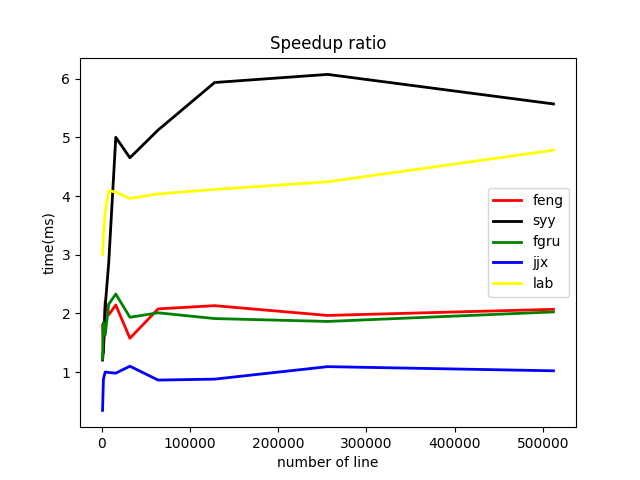 Speedup ratio
time(ms)
6
5
4
3
2
1
feng
syy
fgru
jjx
lab
0
100000
200000
300000
400000
500000
number of line